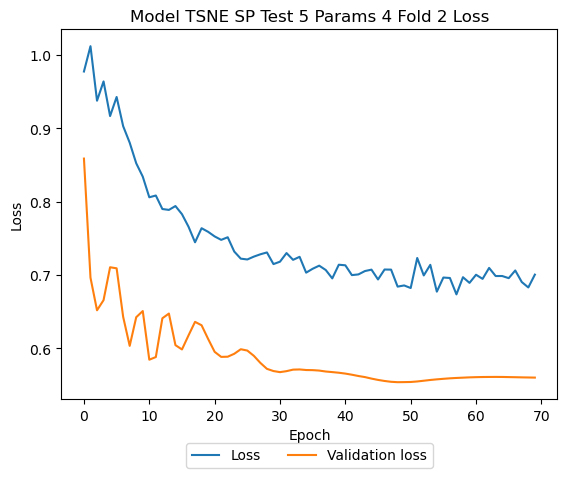 Model TSNE SP Test 5 Params 4 Fold 2 Loss
1.0
0.9
0.8
0.7
0.6
Loss
0 10 20 30 40 50 60 70
Epoch
Loss Validation loss